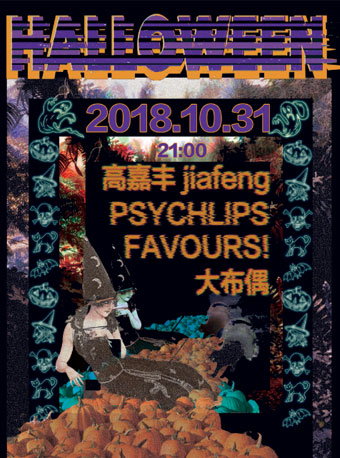 HALLOWEEN
2018.10.31
21:00
高嘉丰 jiafeng
PSYCHLIPS
FAVOURS!
大布偶